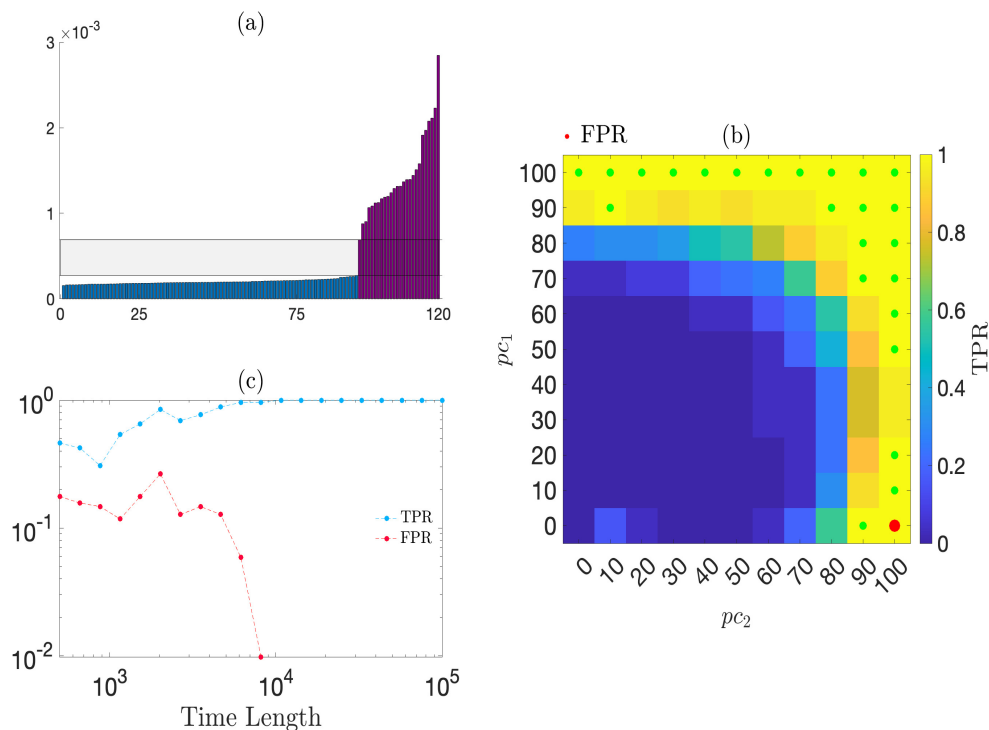 (a)
×10⁻³
3
2
1
0
0 25 75 120
(c)
10⁰
10⁻¹
10⁻²
TPR
FPR
10³ 10⁴ 10⁵
Time Length
FPR (b)
100
90
80
70
60
50
40
30
20
10
0
pc₁
0 10 20 30 40 50 60 70 80 90 100
pc₂
1
0.8
0.6
0.4
0.2
0
TPR